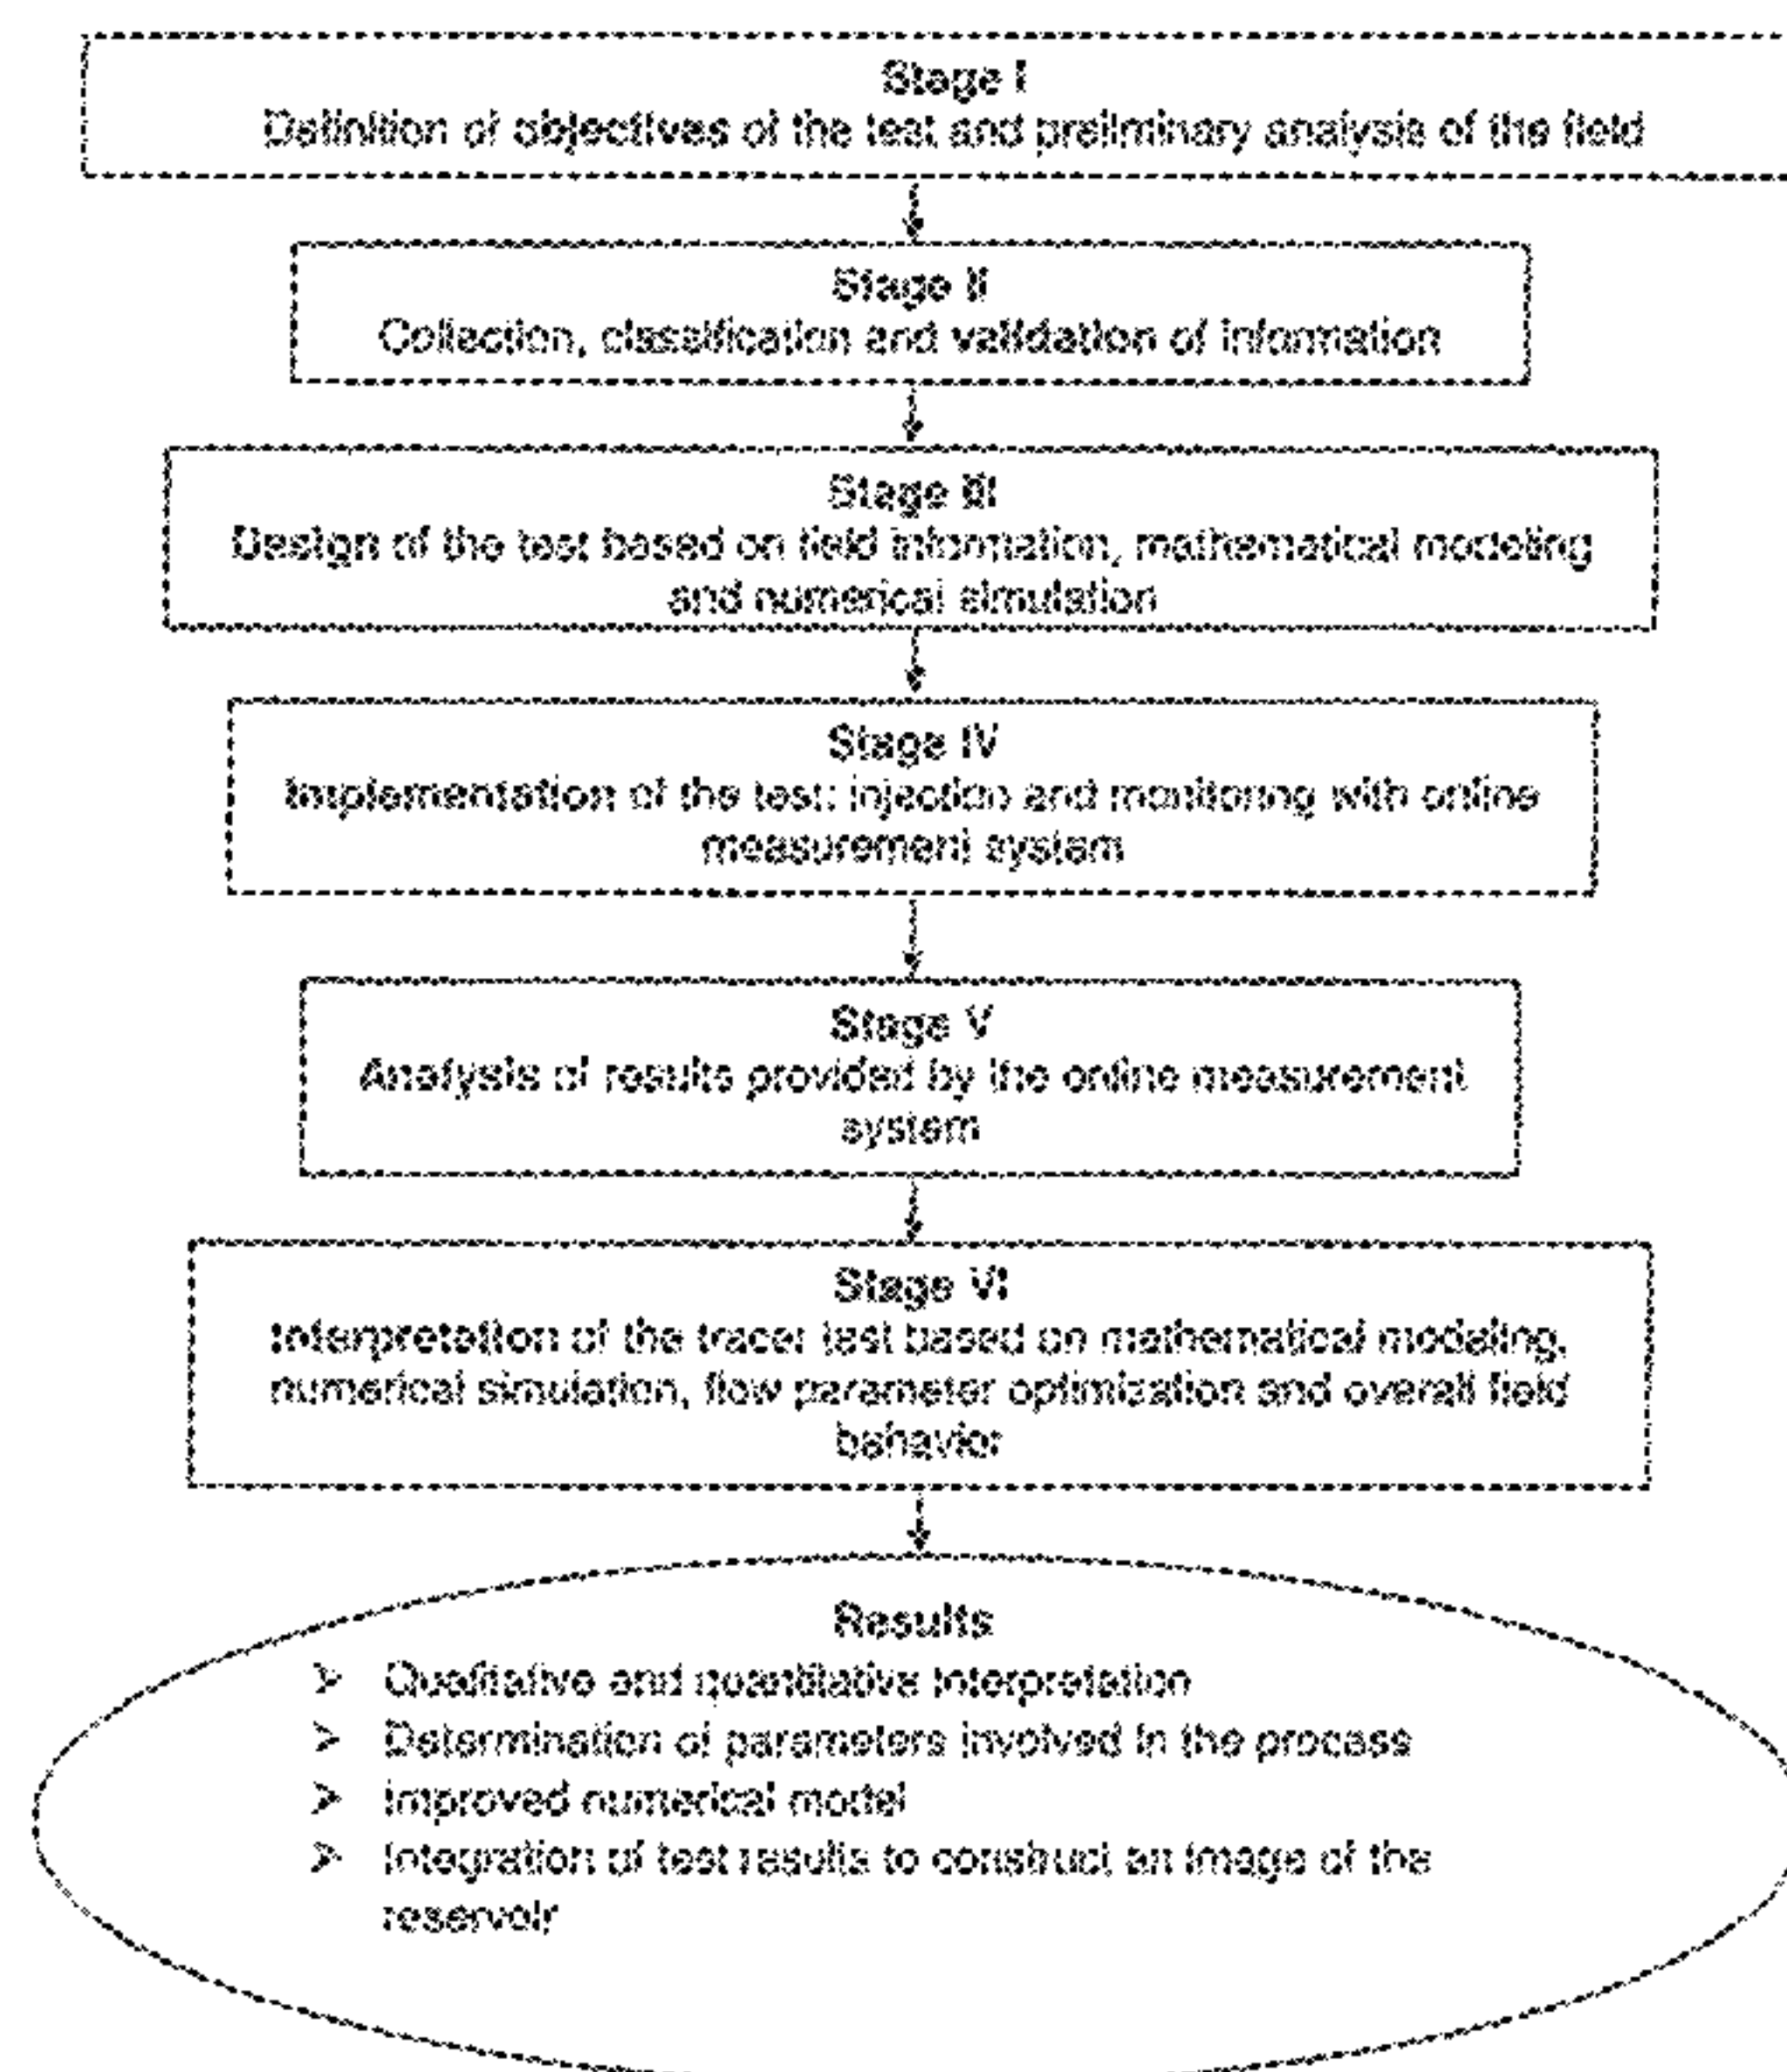 Stage I
Definition of objectives of the test and preliminary analysis of the field
Stage II
Collection, classification and validation of information
Stage III
Design of the test based on field information, mathematical modeling
and numerical simulation
Stage IV
Implementation of the test: injection and monitoring with online
measurement system
Stage V
Analysis of results provided by the online measurement
system
Stage VI
Interpretation of the tracer test based on mathematical modeling,
numerical simulation, flow parameter optimization and overall field
behavior
Results
➢ Qualitative and quantitative interpretation
➢ Determination of parameters involved in the process
➢ Improved numerical model
➢ Integration of test results to construct an image of the
reservoir